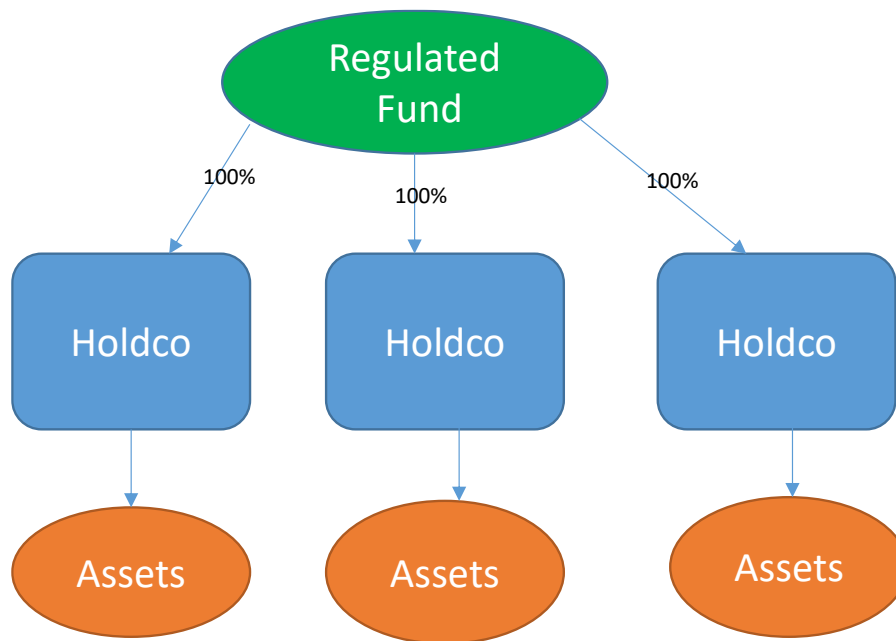 Regulated
Fund
100%
100%
100%
Holdco
Holdco
Holdco
Assets
Assets
Assets